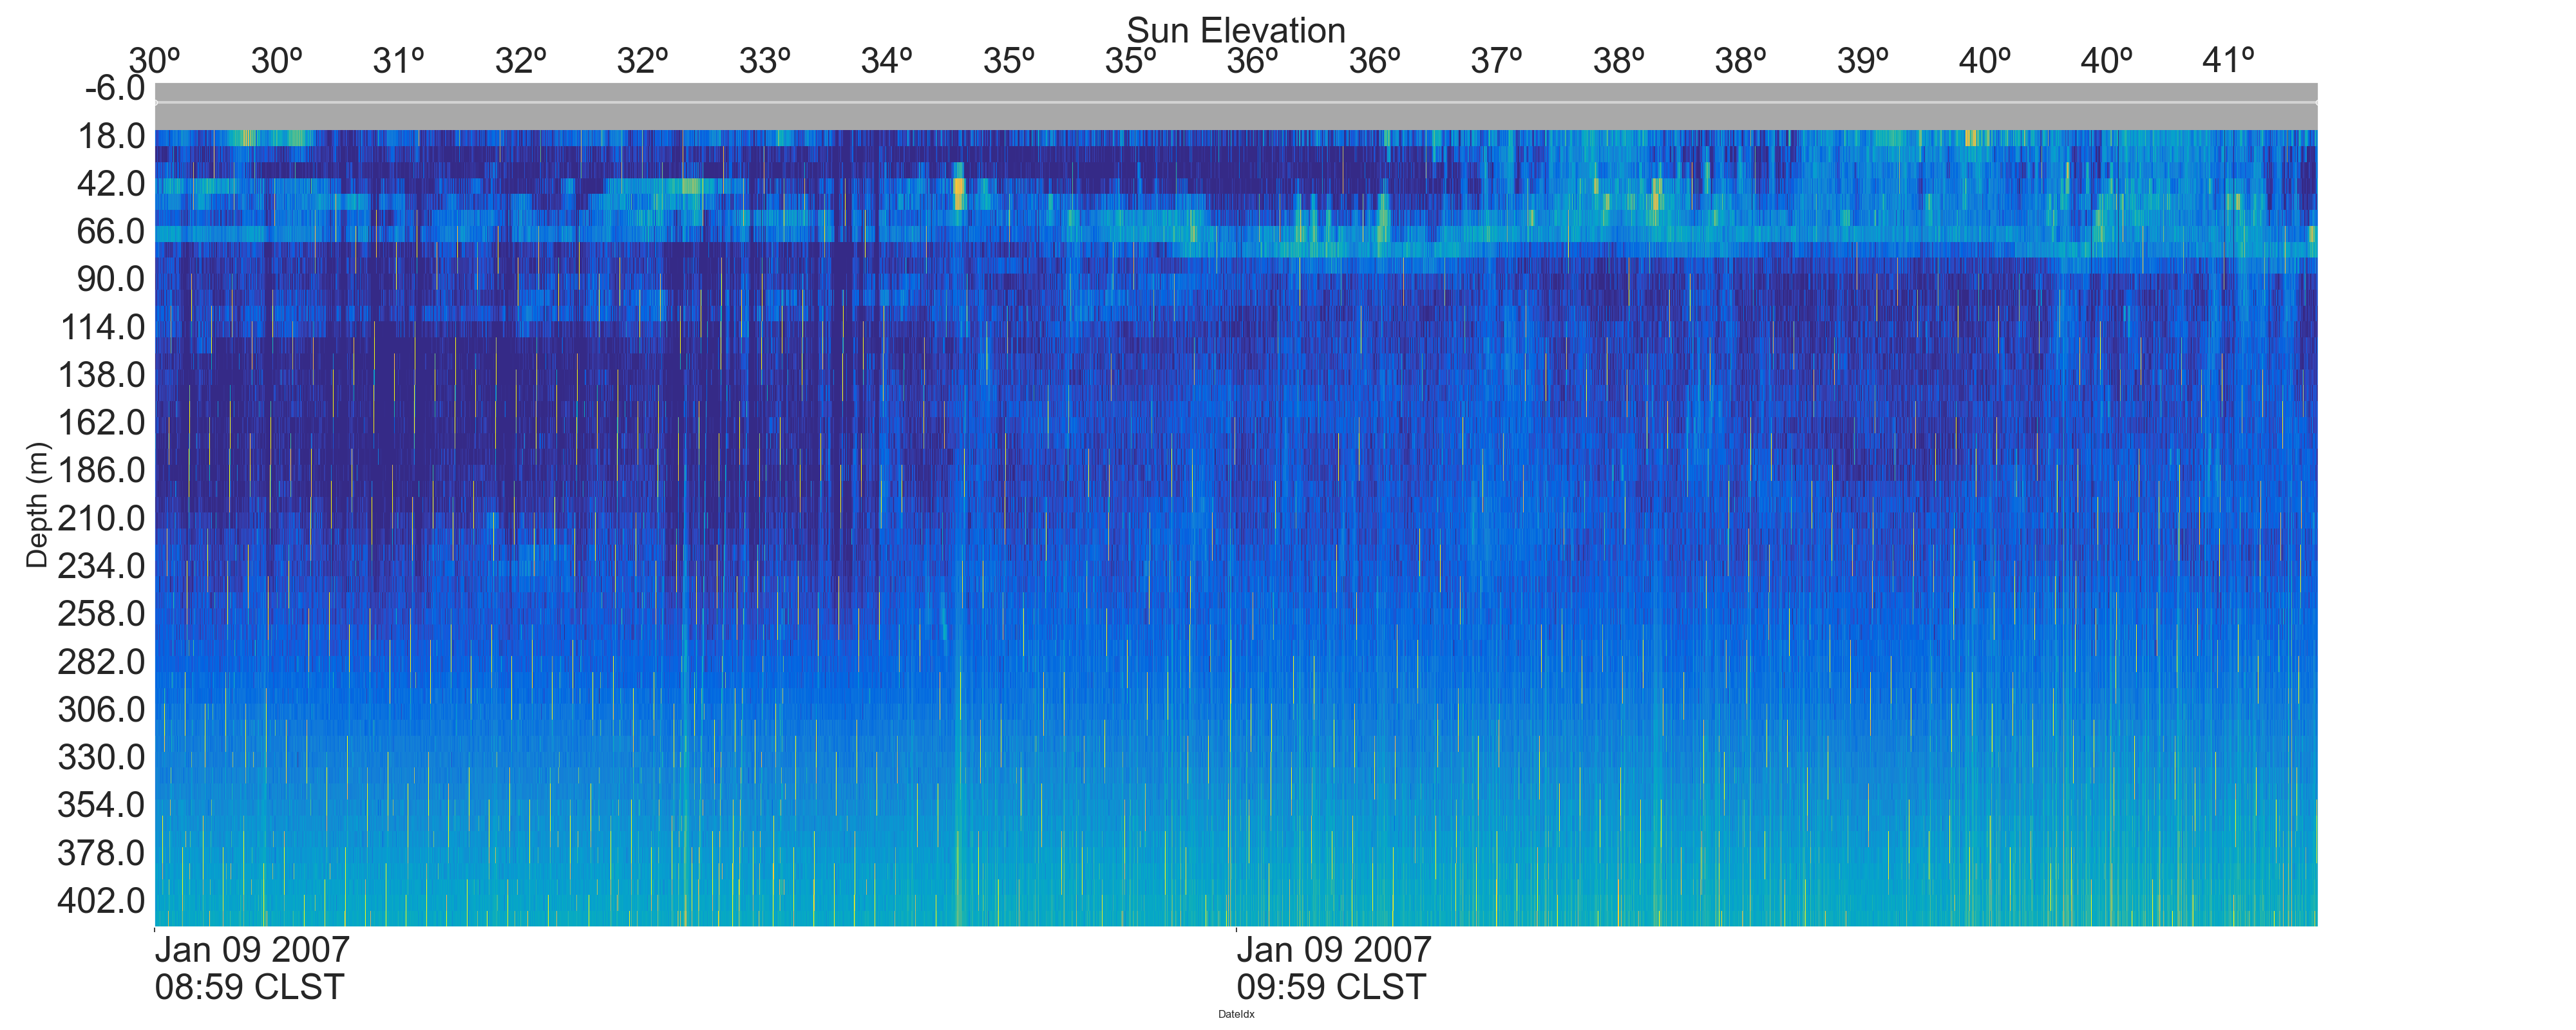 Sun Elevation
30º 30º 31º 32º 32º 33º 34º 35º 35º 36º 36º 37º 38º 38º 39º 40º 40º 41º
-6.0
18.0
42.0
66.0
90.0
114.0
138.0
162.0
186.0
210.0
234.0
258.0
282.0
306.0
330.0
354.0
378.0
402.0
Depth (m)
Jan 09 2007
08:59 CLST
Jan 09 2007
09:59 CLST
DateIdx